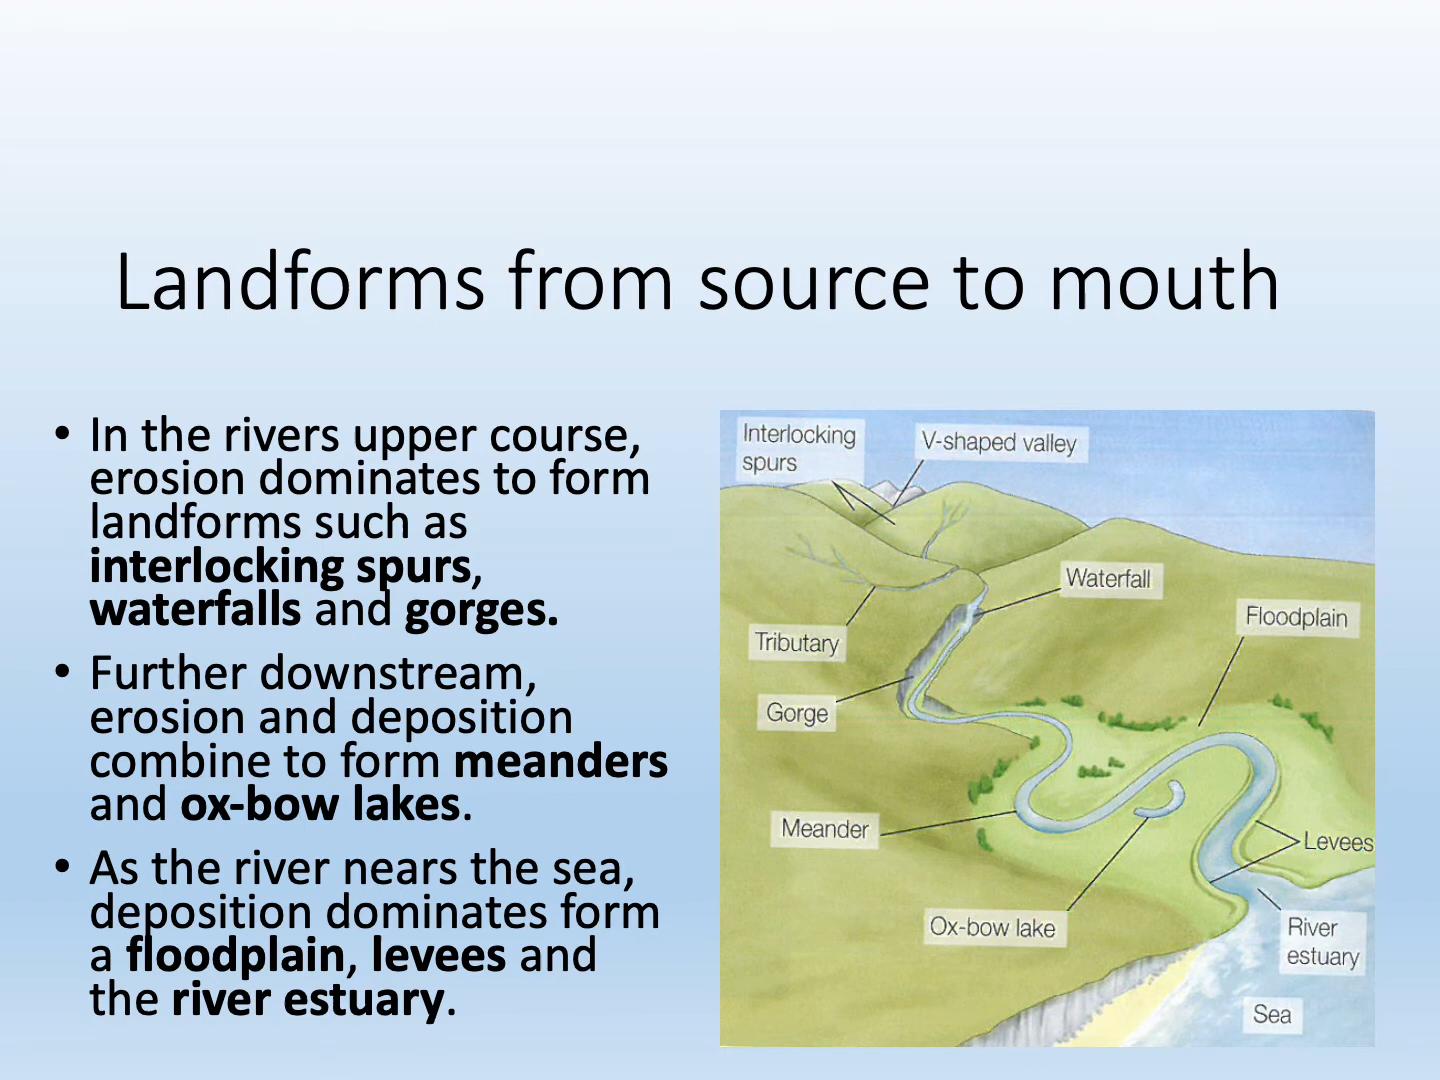 Landforms from source to mouth
• In the rivers upper course,
erosion dominates to form
landforms such as
interlocking spurs,
waterfalls and gorges.
• Further downstream,
erosion and deposition
combine to form meanders
and ox-bow lakes.
• As the river nears the sea,
deposition dominates form
a floodplain, levees and
the river estuary.
Interlocking
spurs
V-shaped valley
Waterfall
Floodplain
Tributary
Gorge
Meander
Levees
Ox-bow lake
River
estuary
Sea